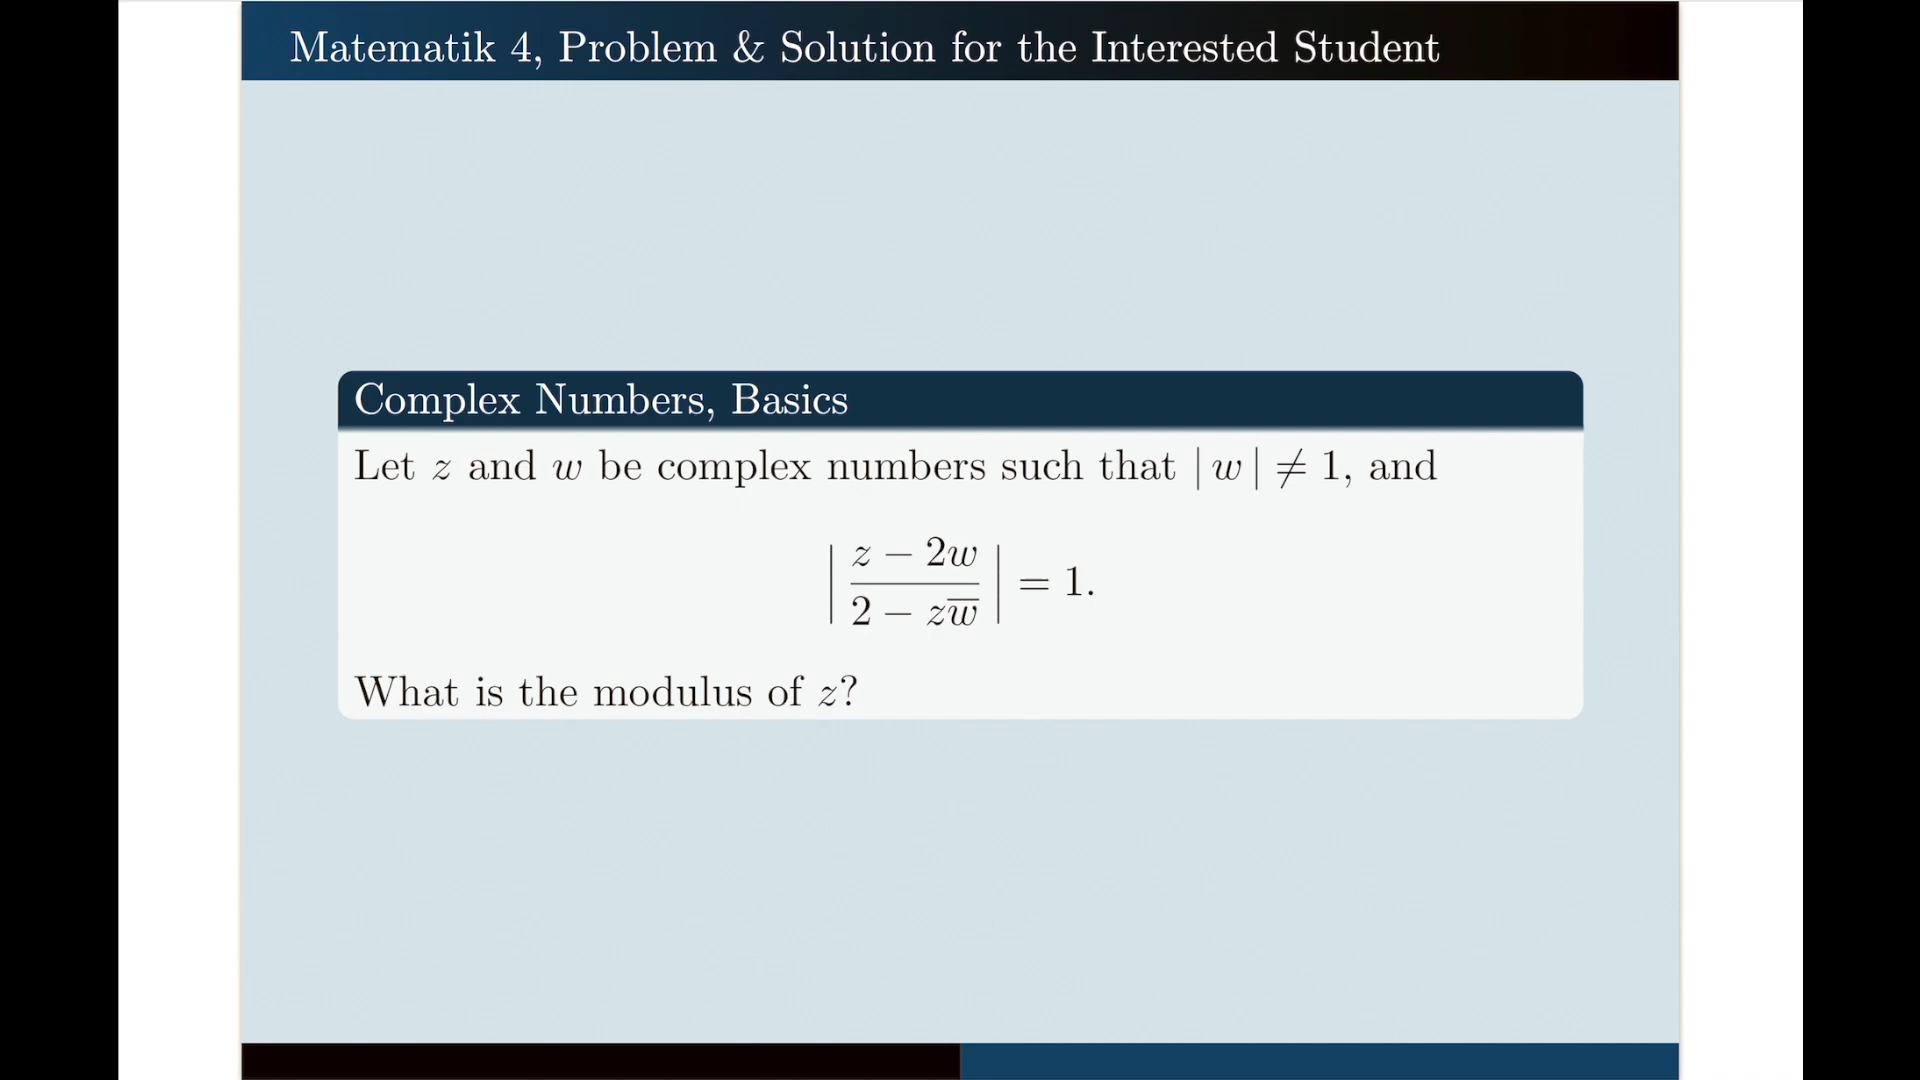 Matematik 4, Problem & Solution for the Interested Student
Complex Numbers, Basics
Let z and w be complex numbers such that | w | ≠ 1, and
| (z − 2w) / (2 − zw̅) | = 1.
What is the modulus of z?